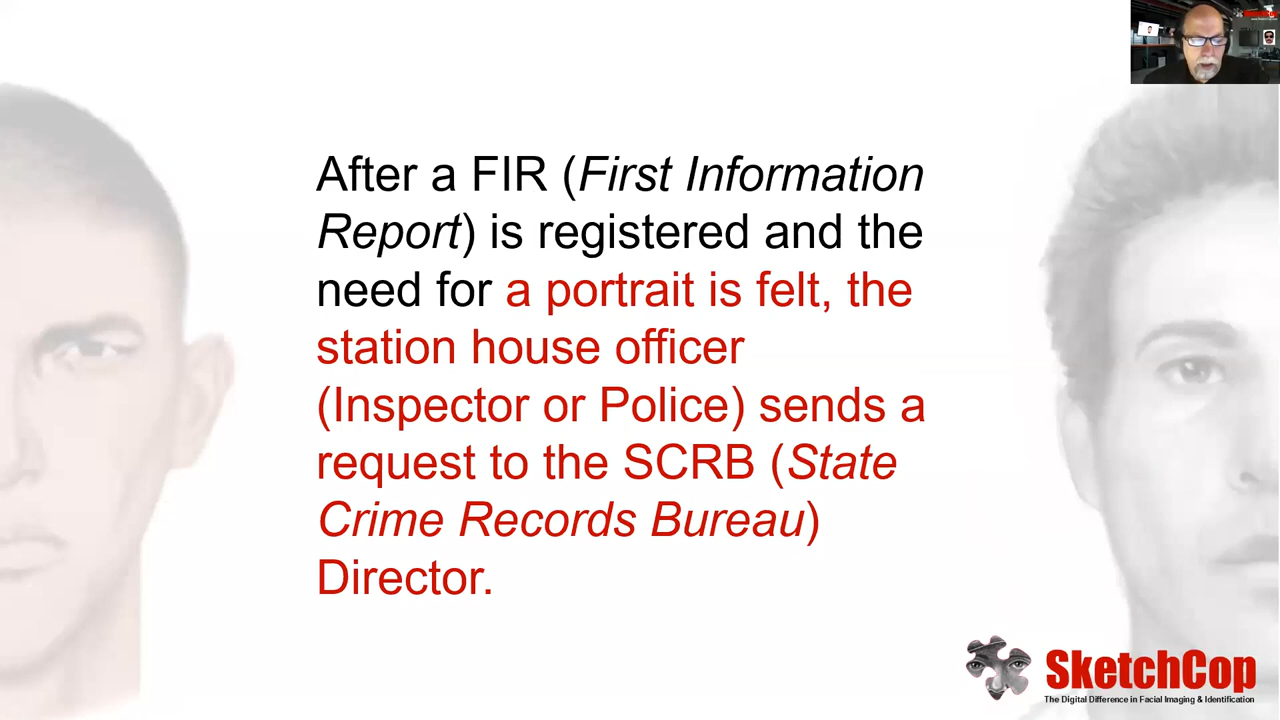 After a FIR (First Information
Report) is registered and the
need for a portrait is felt, the
station house officer
(Inspector or Police) sends a
request to the SCRB (State
Crime Records Bureau)
Director.
SketchCop
The Digital Difference in Facial Imaging & Identification